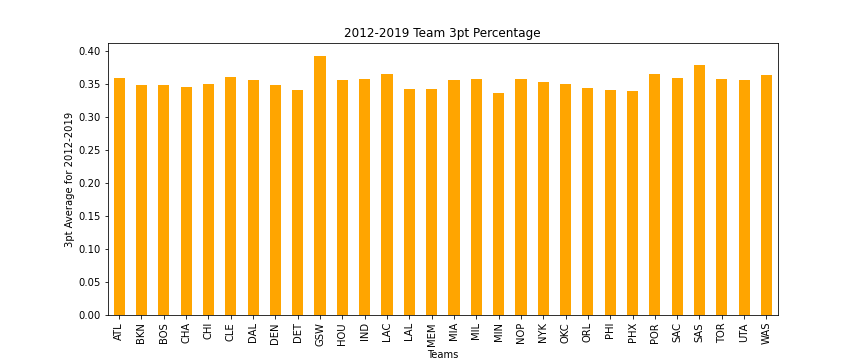 2012-2019 Team 3pt Percentage
3pt Average for 2012-2019
0.40
0.35
0.30
0.25
0.20
0.15
0.10
0.05
0.00
ATL
BKN
BOS
CHA
CHI
CLE
DAL
DEN
DET
GSW
HOU
IND
LAC
LAL
MEM
MIA
MIL
MIN
NOP
NYK
OKC
ORL
PHI
PHX
POR
SAC
SAS
TOR
UTA
WAS
Teams